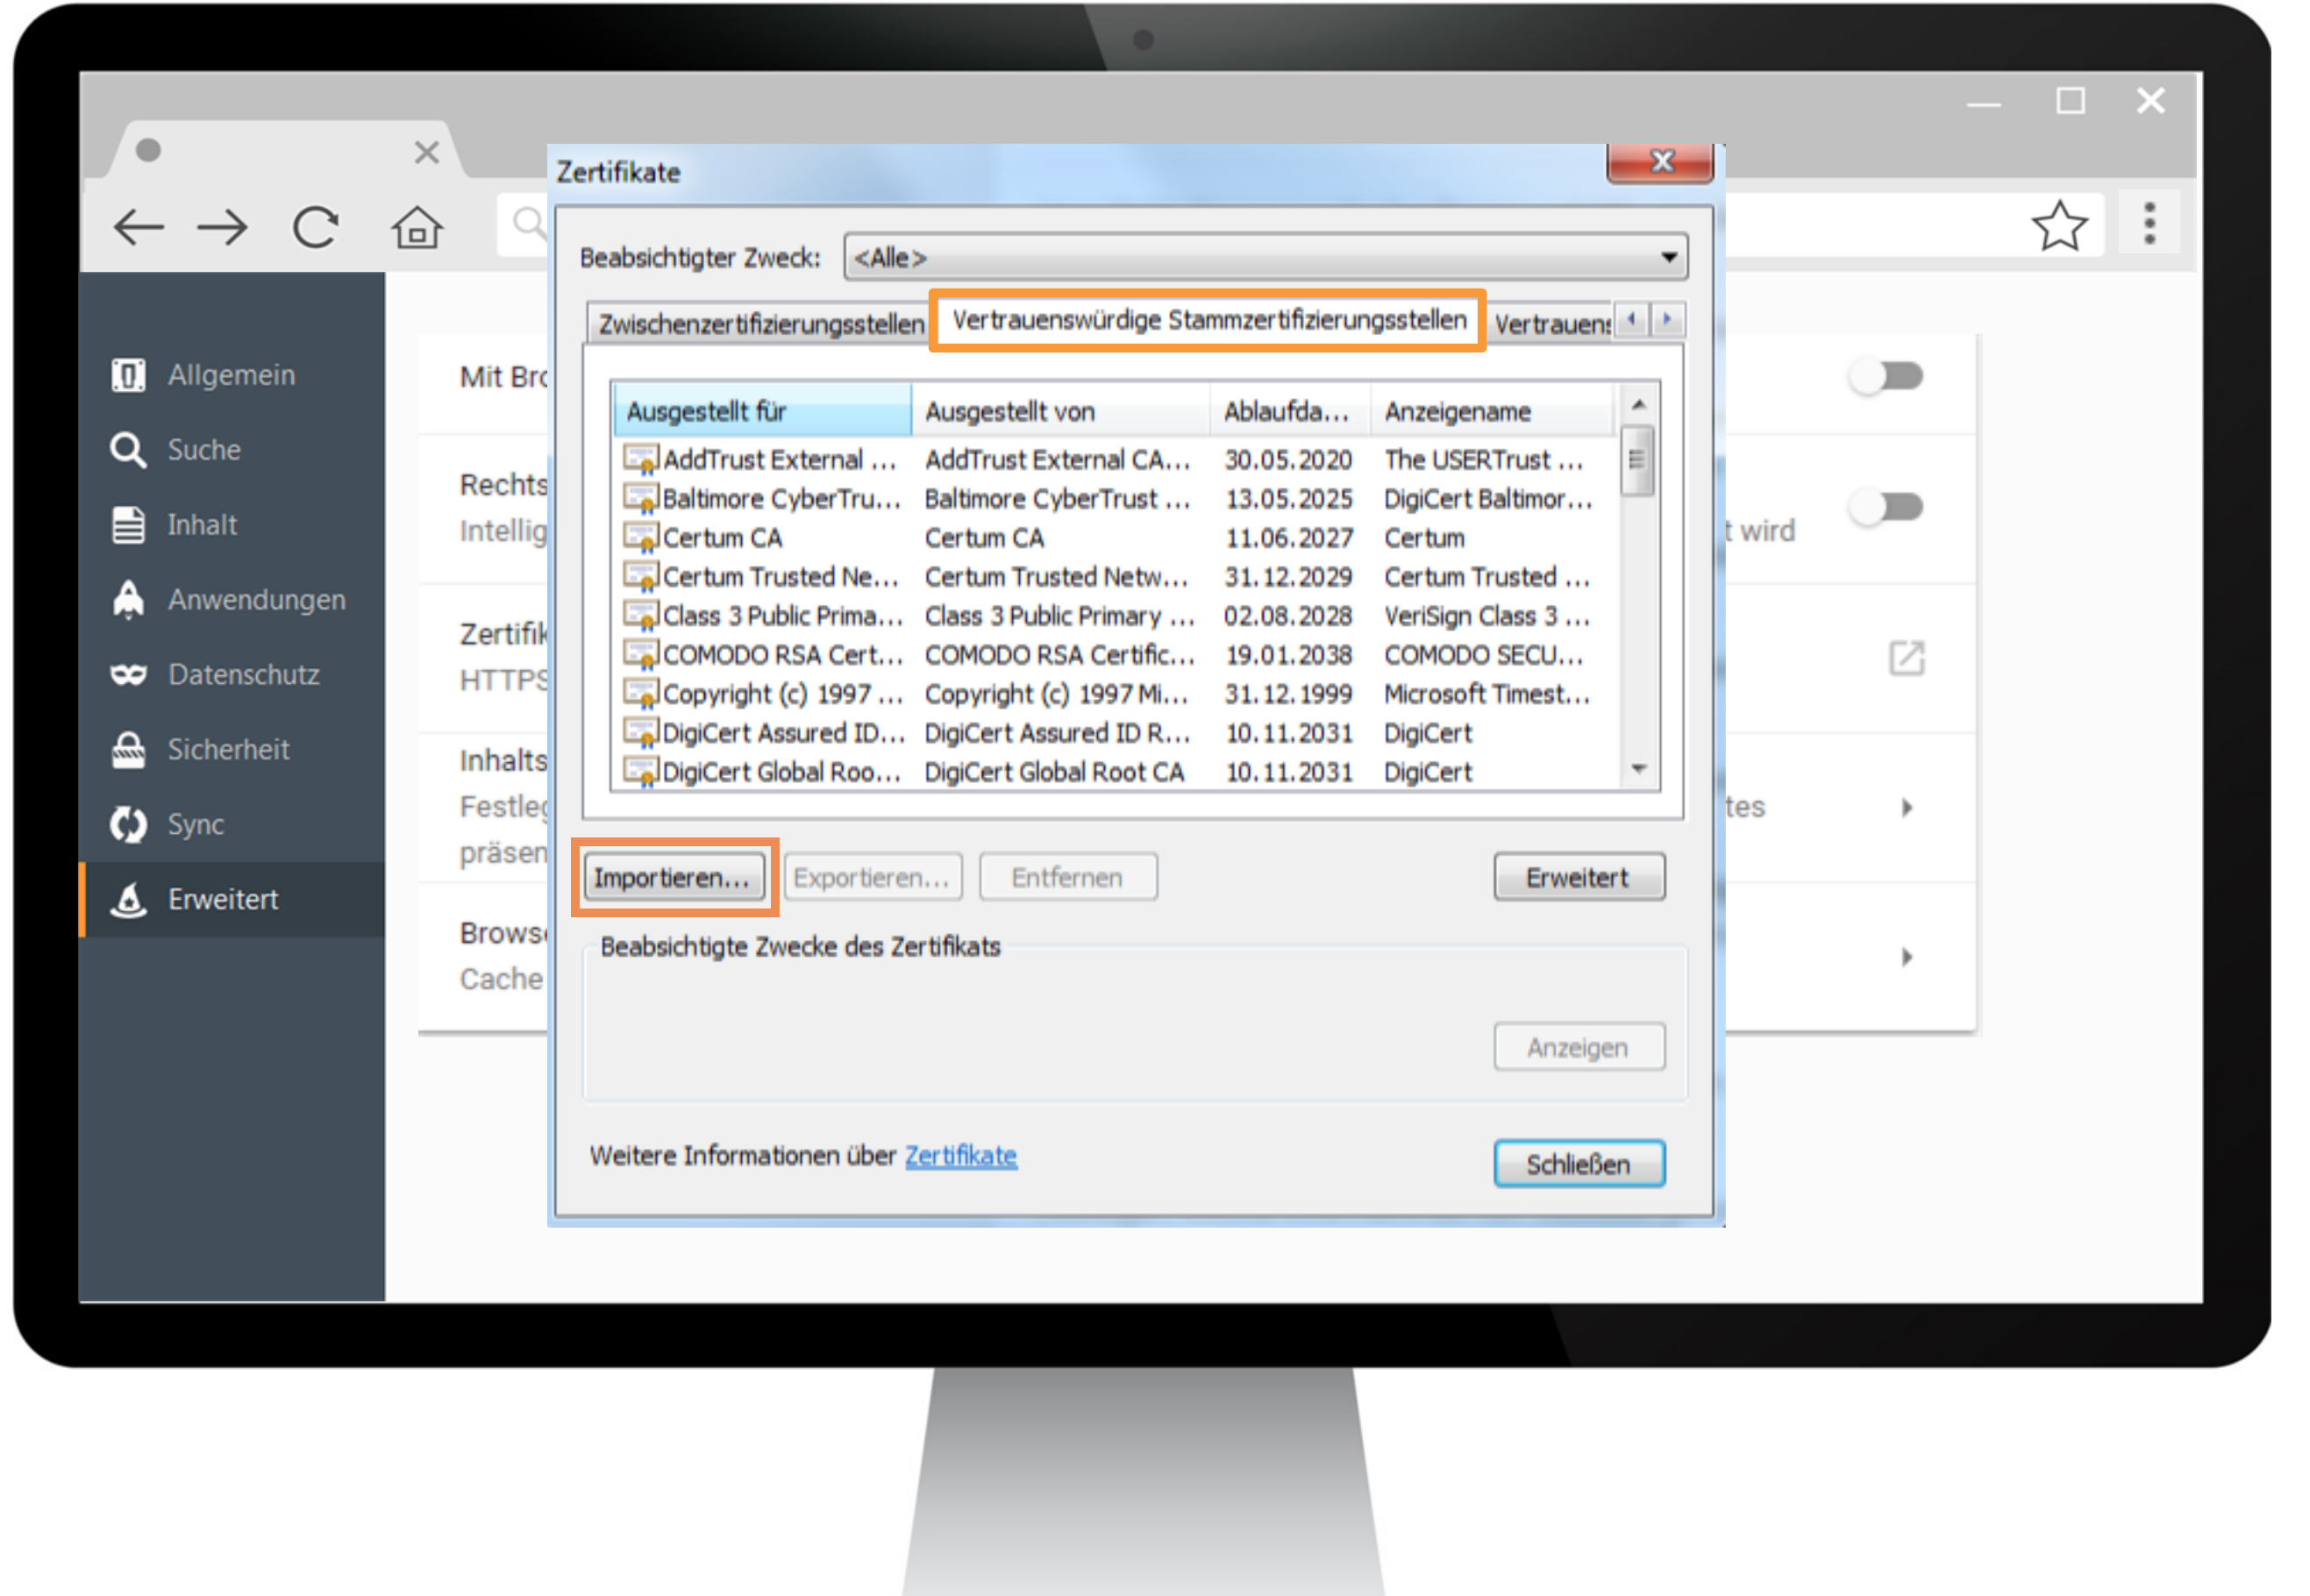 Zertifikate
Beabsichtigter Zweck: <Alle>
Zwischenzertifizierungsstellen Vertrauenswürdige Stammzertifizierungsstellen Vertrauens
Ausgestellt für Ausgestellt von Ablaufda... Anzeigename
AddTrust External ... AddTrust External CA... 30.05.2020 The USERTrust ...
Baltimore CyberTru... Baltimore CyberTrust ... 13.05.2025 DigiCert Baltimor...
Certum CA Certum CA 11.06.2027 Certum
Certum Trusted Ne... Certum Trusted Netw... 31.12.2029 Certum Trusted ...
Class 3 Public Prima... Class 3 Public Primary ... 02.08.2028 VeriSign Class 3 ...
COMODO RSA Cert... COMODO RSA Certific... 19.01.2038 COMODO SECU...
Copyright (c) 1997 ... Copyright (c) 1997 Mi... 31.12.1999 Microsoft Timest...
DigiCert Assured ID... DigiCert Assured ID R... 10.11.2031 DigiCert
DigiCert Global Roo... DigiCert Global Root CA 10.11.2031 DigiCert
Importieren... Exportieren... Entfernen Erweitert
Beabsichtigte Zwecke des Zertifikats
Anzeigen
Weitere Informationen über Zertifikate
Schließen
Allgemein
Suche
Inhalt
Anwendungen
Datenschutz
Sicherheit
Sync
Erweitert
Mit Bro
Rechts
Intellig
t wird
Zertifik
HTTPS
Inhalts
Festleg
tes
präsen
Browse
Cache